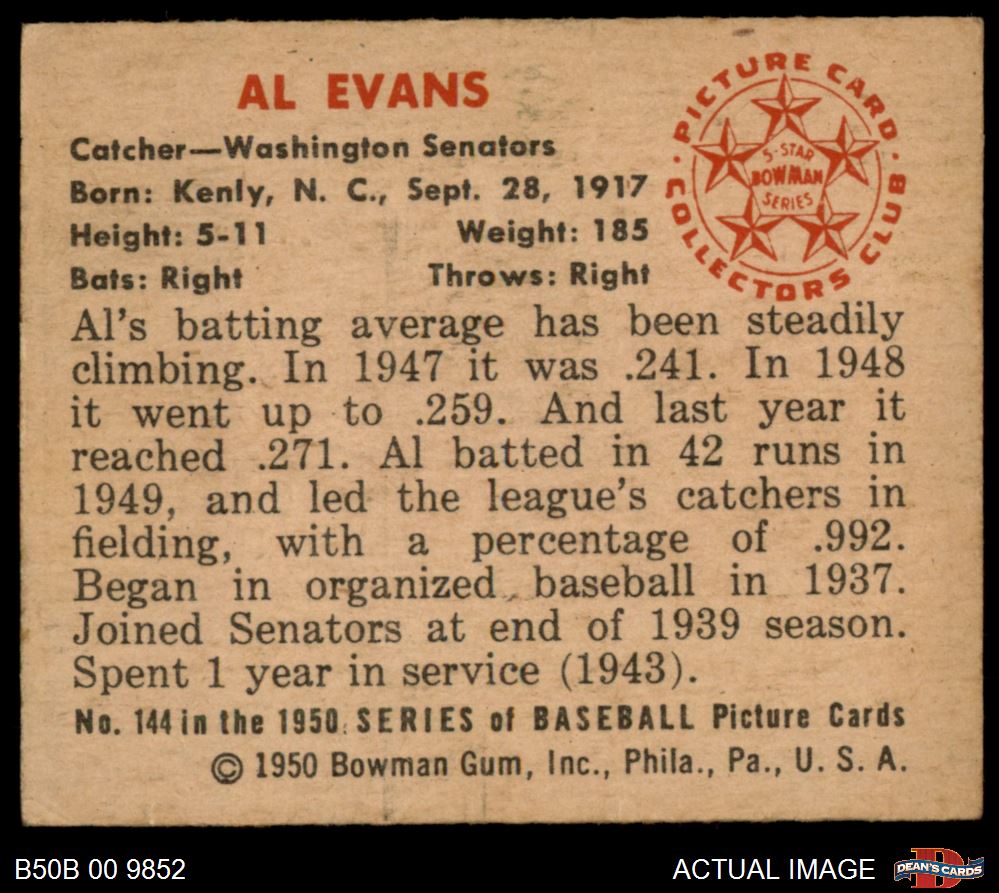 AL EVANS
Catcher—Washington Senators
Born: Kenly, N. C., Sept. 28, 1917
Height: 5-11 Weight: 185
Bats: Right Throws: Right
PICTURE CARD
COLLECTORS CLUB
5-STAR
BOWMAN
SERIES
Al's batting average has been steadily
climbing. In 1947 it was .241. In 1948
it went up to .259. And last year it
reached .271. Al batted in 42 runs in
1949, and led the league's catchers in
fielding, with a percentage of .992.
Began in organized baseball in 1937.
Joined Senators at end of 1939 season.
Spent 1 year in service (1943).
No. 144 in the 1950 SERIES of BASEBALL Picture Cards
© 1950 Bowman Gum, Inc., Phila., Pa., U. S. A.
B50B 00 9852
ACTUAL IMAGE
DEAN'S CARDS